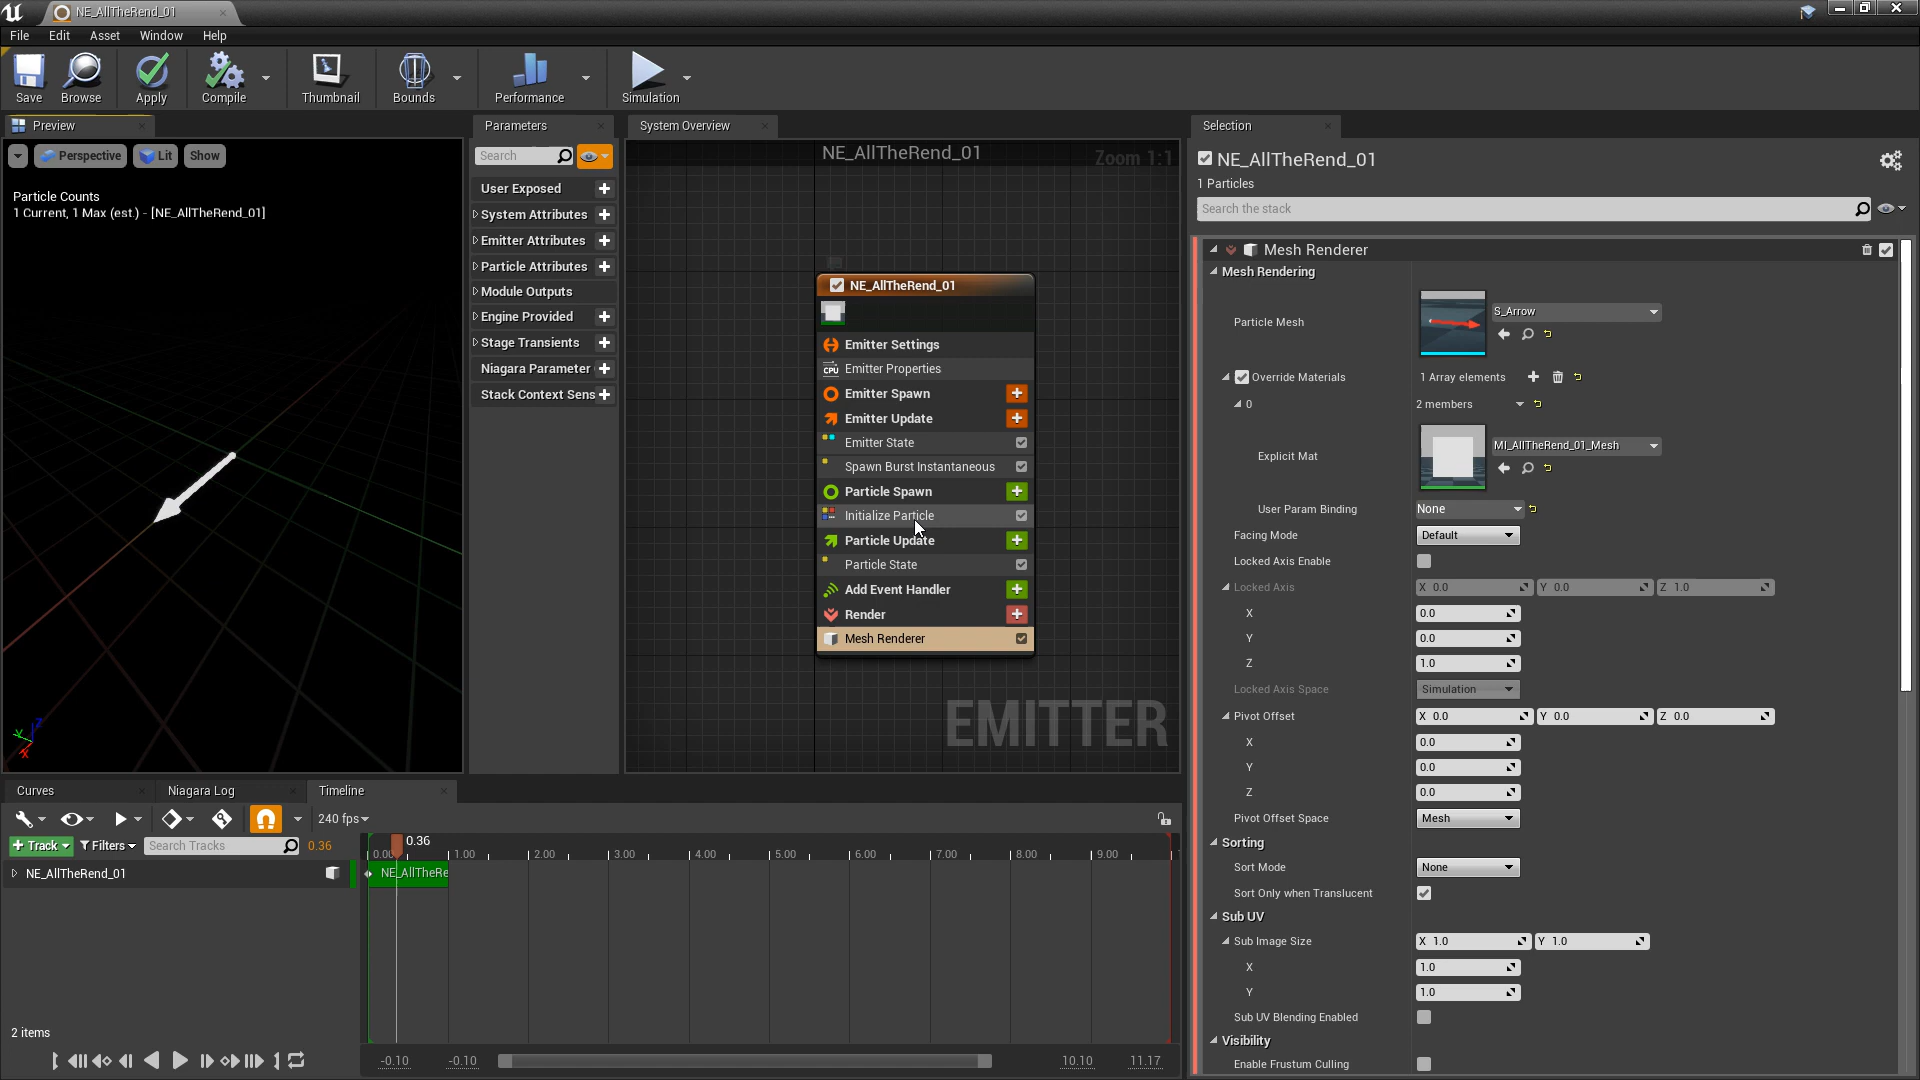 NE_AllTheRend_01
File Edit Asset Window Help
Save Browse Apply Compile Thumbnail Bounds Performance Simulation
Preview
Perspective Lit Show
Particle Counts
1 Current, 1 Max (est.) - [NE_AllTheRend_01]
Z
Y
X
Parameters
Search
User Exposed
System Attributes
Emitter Attributes
Particle Attributes
Module Outputs
Engine Provided
Stage Transients
Niagara Parameter
Stack Context Sens
System Overview
NE_AllTheRend_01
Zoom 1:1
NE_AllTheRend_01
Emitter Settings
CPU Emitter Properties
Emitter Spawn
Emitter Update
Emitter State
Spawn Burst Instantaneous
Particle Spawn
Initialize Particle
Particle Update
Particle State
Add Event Handler
Render
Mesh Renderer
EMITTER
Selection
NE_AllTheRend_01
1 Particles
Search the stack
Mesh Renderer
Mesh Rendering
Particle Mesh S_Arrow
Override Materials 1 Array elements
0 2 members
Explicit Mat MI_AllTheRend_01_Mesh
User Param Binding None
Facing Mode Default
Locked Axis Enable
Locked Axis X 0.0 Y 0.0 Z 1.0
X 0.0
Y 0.0
Z 1.0
Locked Axis Space Simulation
Pivot Offset X 0.0 Y 0.0 Z 0.0
X 0.0
Y 0.0
Z 0.0
Pivot Offset Space Mesh
Sorting
Sort Mode None
Sort Only when Translucent
Sub UV
Sub Image Size X 1.0 Y 1.0
X 1.0
Y 1.0
Sub UV Blending Enabled
Visibility
Enable Frustum Culling
Curves Niagara Log Timeline
240 fps
Track Filters Search Tracks 0.36
0.36
0.00 1.00 2.00 3.00 4.00 5.00 6.00 7.00 8.00 9.00
NE_AllTheRend_01
NE_AllTheRe
2 items
-0.10 -0.10 10.10 11.17